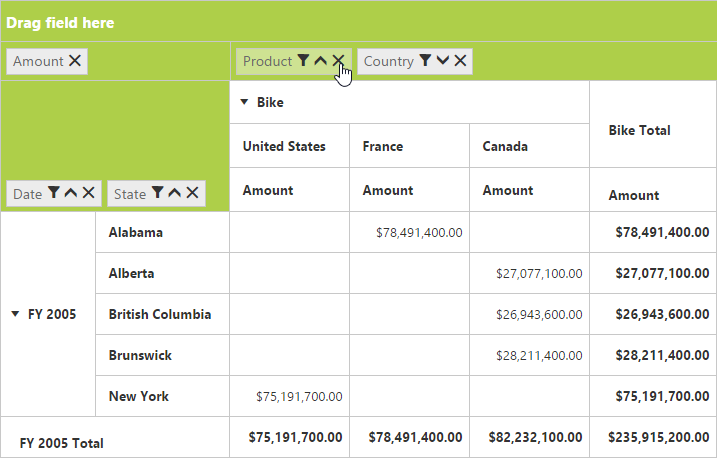 Drag field here
Amount Product Country
Bike
Bike Total
United States France Canada
Date State Amount Amount Amount Amount
Alabama $78,491,400.00 $78,491,400.00
Alberta $27,077,100.00 $27,077,100.00
FY 2005 British Columbia $26,943,600.00 $26,943,600.00
Brunswick $28,211,400.00 $28,211,400.00
New York $75,191,700.00 $75,191,700.00
FY 2005 Total $75,191,700.00 $78,491,400.00 $82,232,100.00 $235,915,200.00